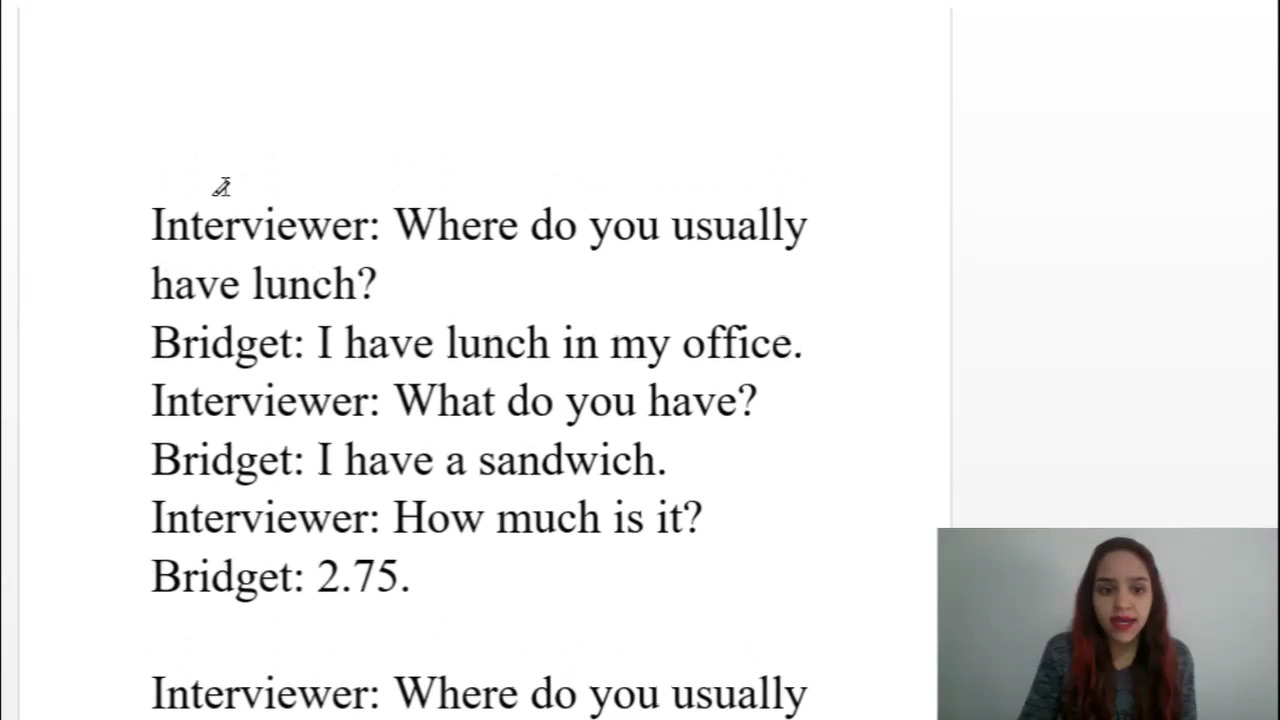 Interviewer: Where do you usually
have lunch?
Bridget: I have lunch in my office.
Interviewer: What do you have?
Bridget: I have a sandwich.
Interviewer: How much is it?
Bridget: 2.75.
Interviewer: Where do you usually